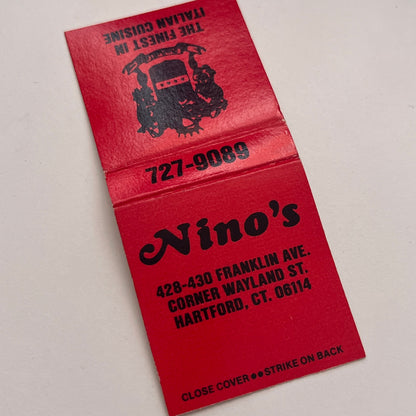 THE FINEST IN
ITALIAN CUISINE
727-9089
Nino's
428-430 FRANKLIN AVE.
CORNER WAYLAND ST.
HARTFORD, CT. 06114
CLOSE COVER●●STRIKE ON BACK